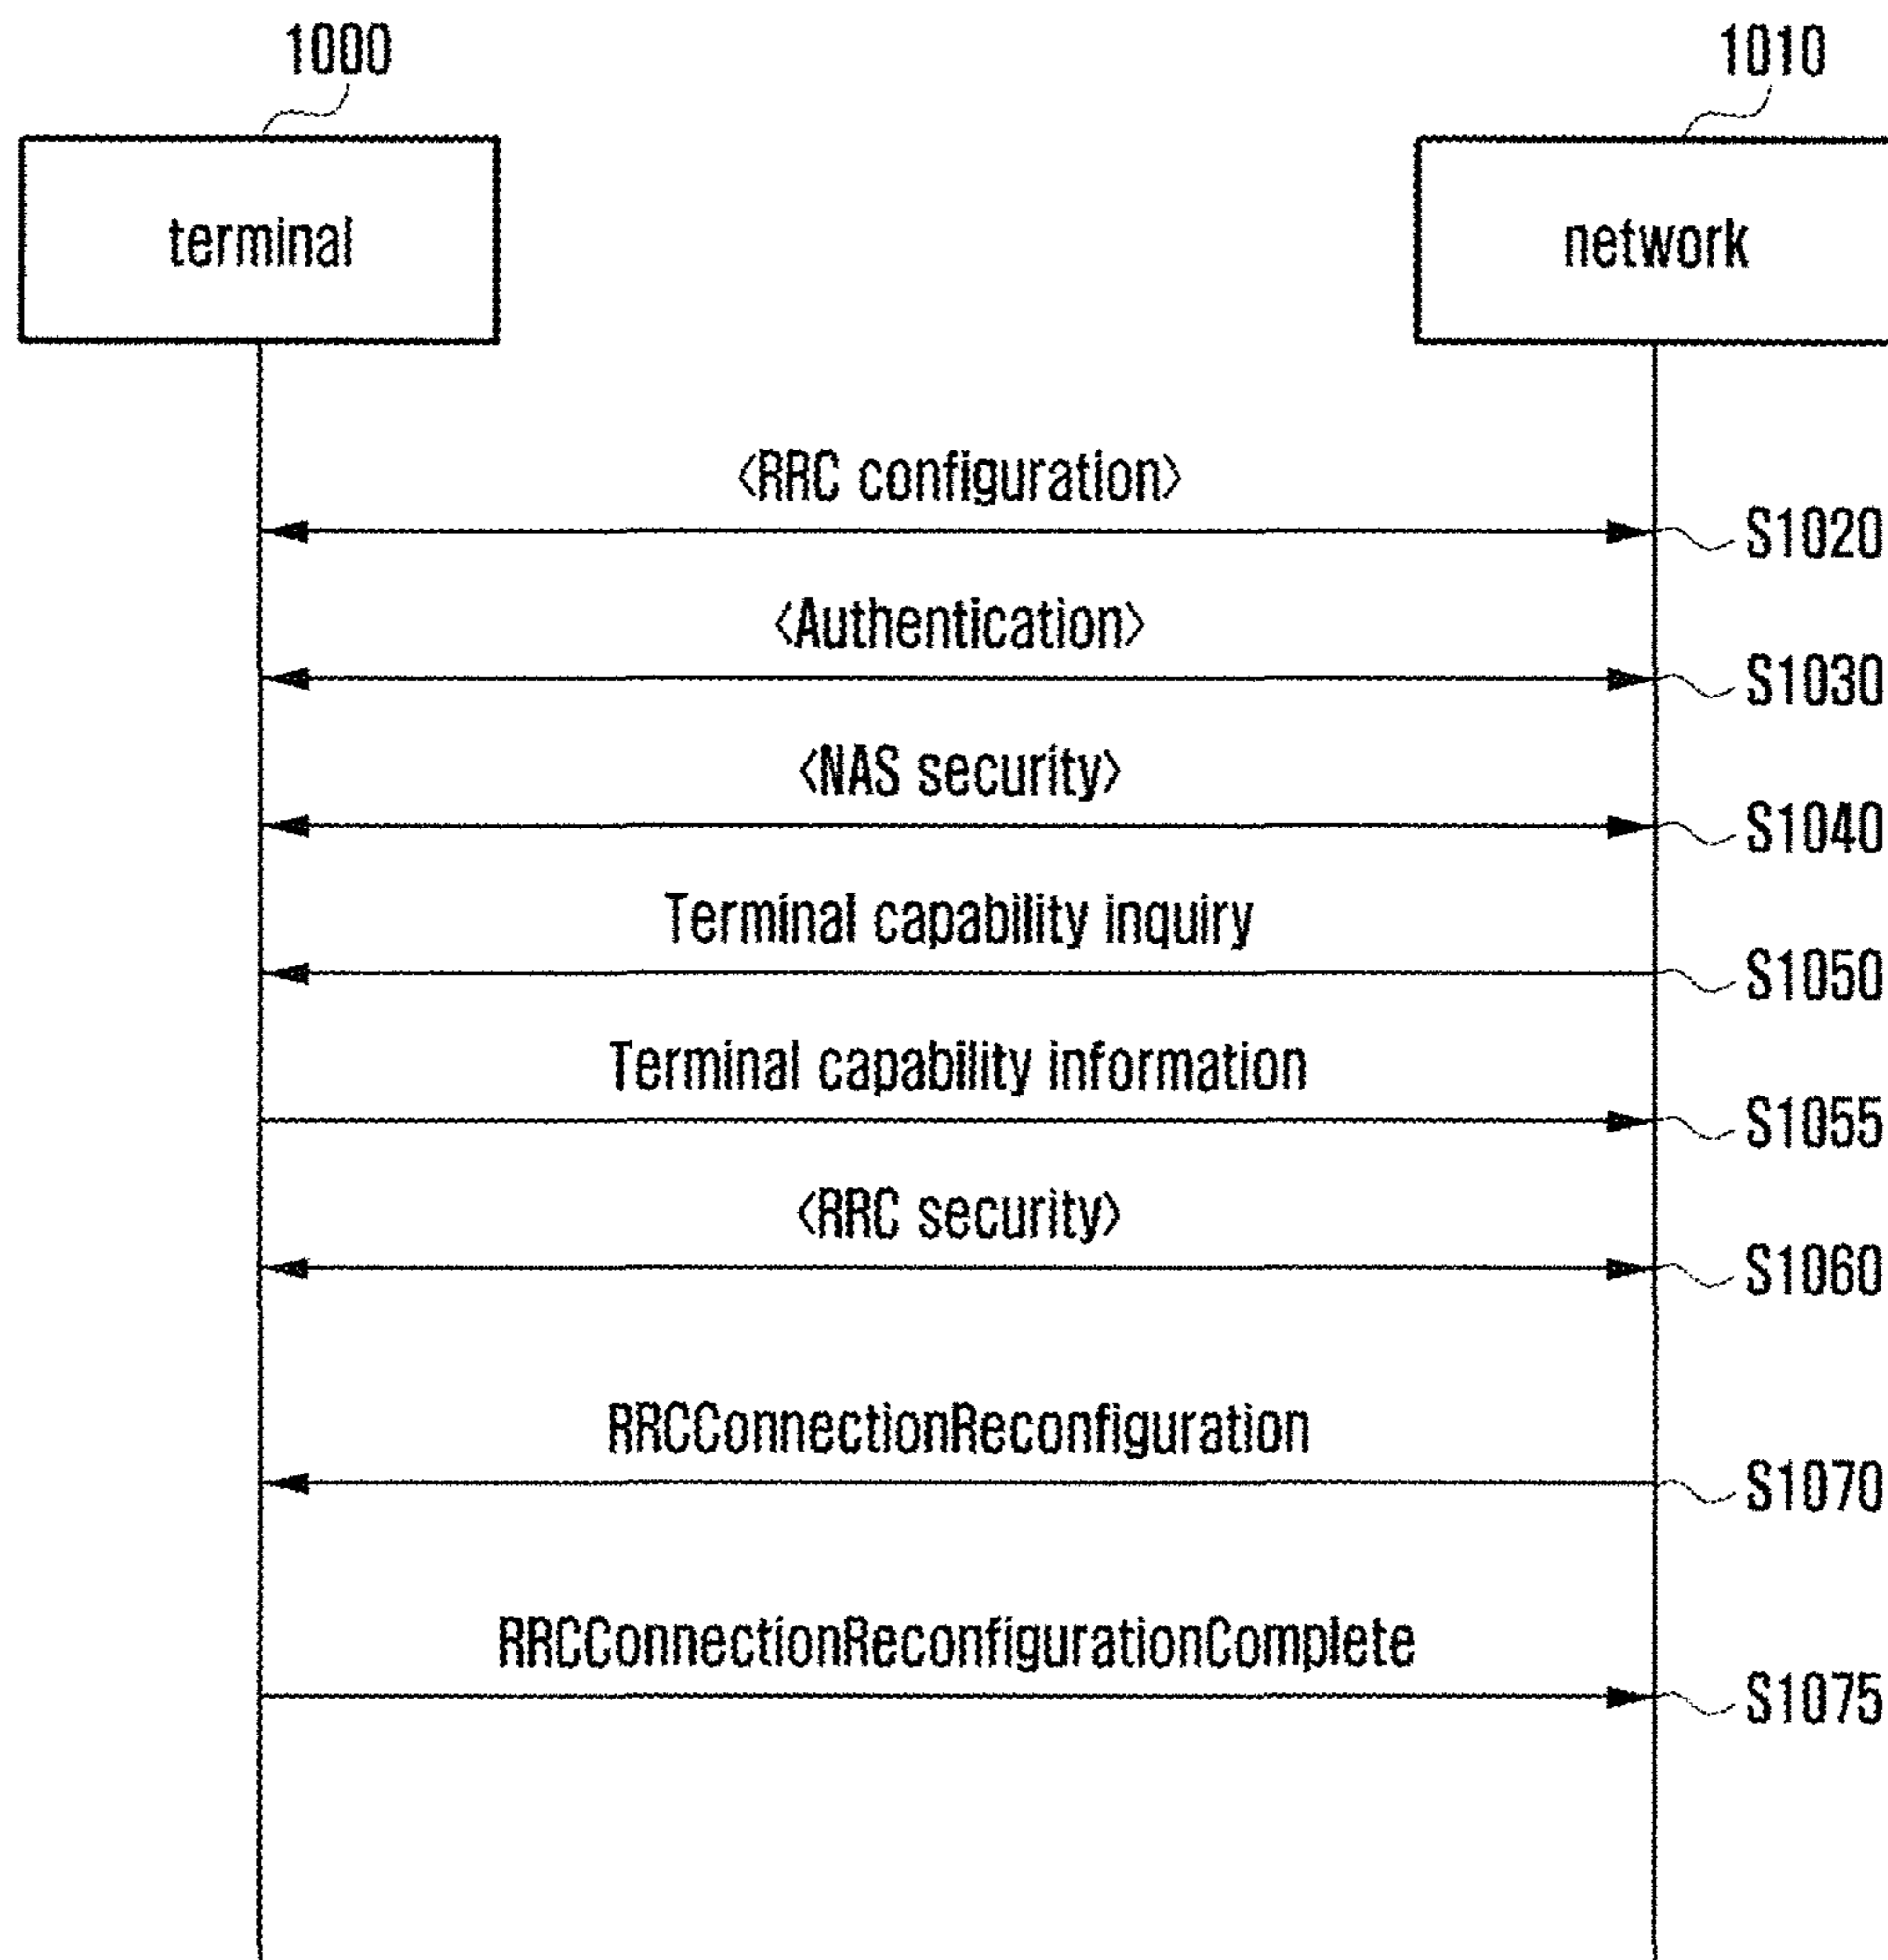 1000
1010
terminal
network
<RRC configuration>
S1020
<Authentication>
S1030
<NAS security>
S1040
Terminal capability inquiry
S1050
Terminal capability information
S1055
<RRC security>
S1060
RRCConnectionReconfiguration
S1070
RRCConnectionReconfigurationComplete
S1075